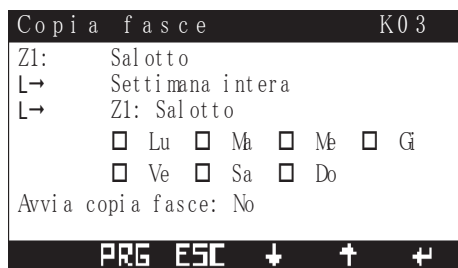 Copia fasce K03
Z1: Salotto
L→ Settimana intera
L→ Z1: Salotto
☐ Lu ☐ Ma ☐ Me ☐ Gi
☐ Ve ☐ Sa ☐ Do
Avvia copia fasce: No
PRG ESC ↓ ↑ ↵